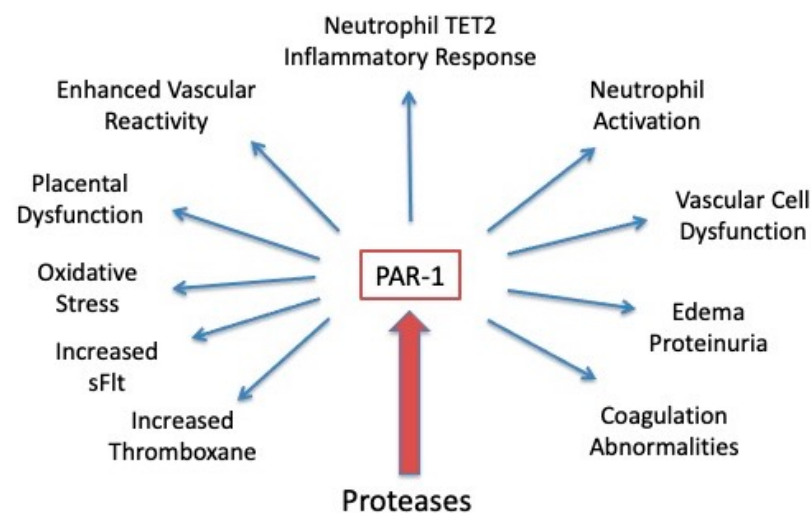 Neutrophil TET2
Inflammatory Response
Enhanced Vascular
Reactivity
Neutrophil
Activation
Placental
Dysfunction
Vascular Cell
Dysfunction
Oxidative
Stress
PAR-1
Edema
Proteinuria
Increased
sFlt
Increased
Thromboxane
Coagulation
Abnormalities
Proteases